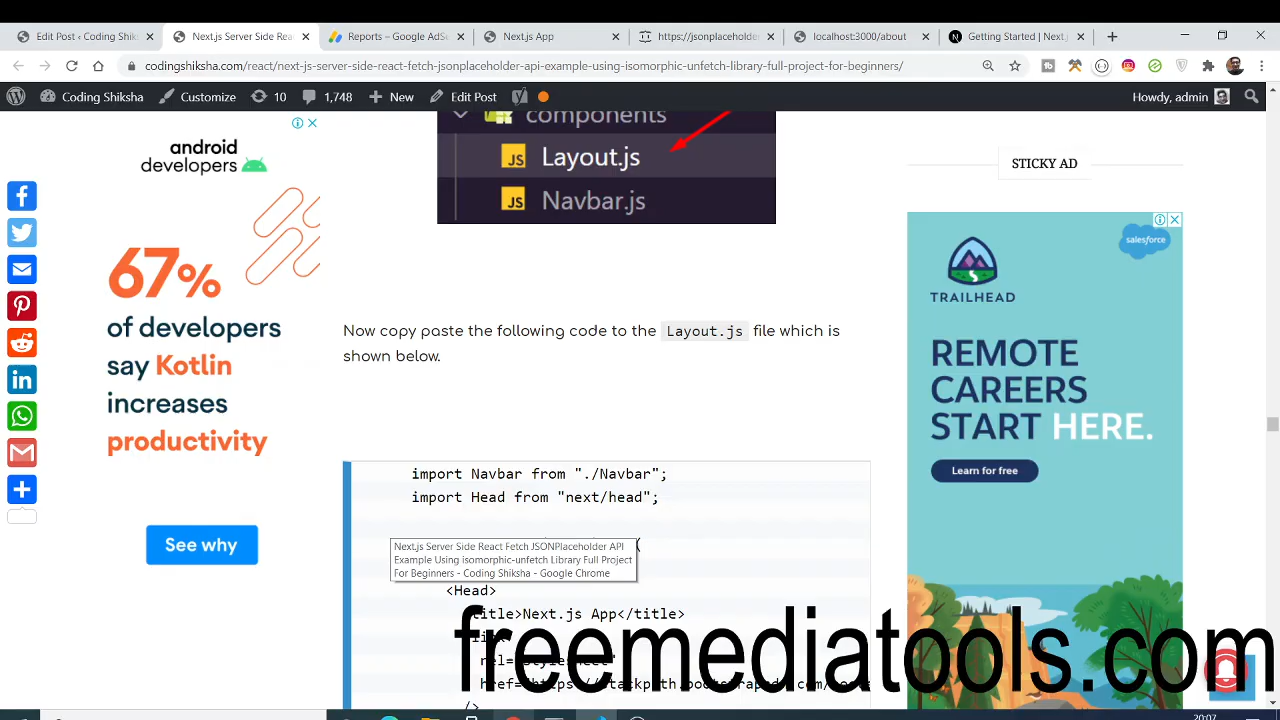 Edit Post ‹ Coding Shik
Next.js Server Side Rea
Reports – Google AdSe
Next.js App
https://jsonplaceholder
localhost:3000/about
Getting Started | Next.j
codingshiksha.com/react/next-js-server-side-react-fetch-jsonplaceholder-api-example-using-isomorphic-unfetch-library-full-project-for-beginners/
Coding Shiksha
Customize
10
1,748
New
Edit Post
Howdy, admin
android
developers
67%
of developers
say Kotlin
increases
productivity
See why
components
Layout.js
Navbar.js
Now copy paste the following code to the Layout.js file which is
shown below.
import Navbar from "./Navbar";
import Head from "next/head";
(
Next.js Server Side React Fetch JSONPlaceholder API
Example Using isomorphic-unfetch Library Full Project
For Beginners - Coding Shiksha - Google Chrome
<Head>
title>Next.js App</title>
/>
STICKY AD
salesforce
TRAILHEAD
REMOTE
CAREERS
START HERE.
Learn for free
freemediatools.com
20:07